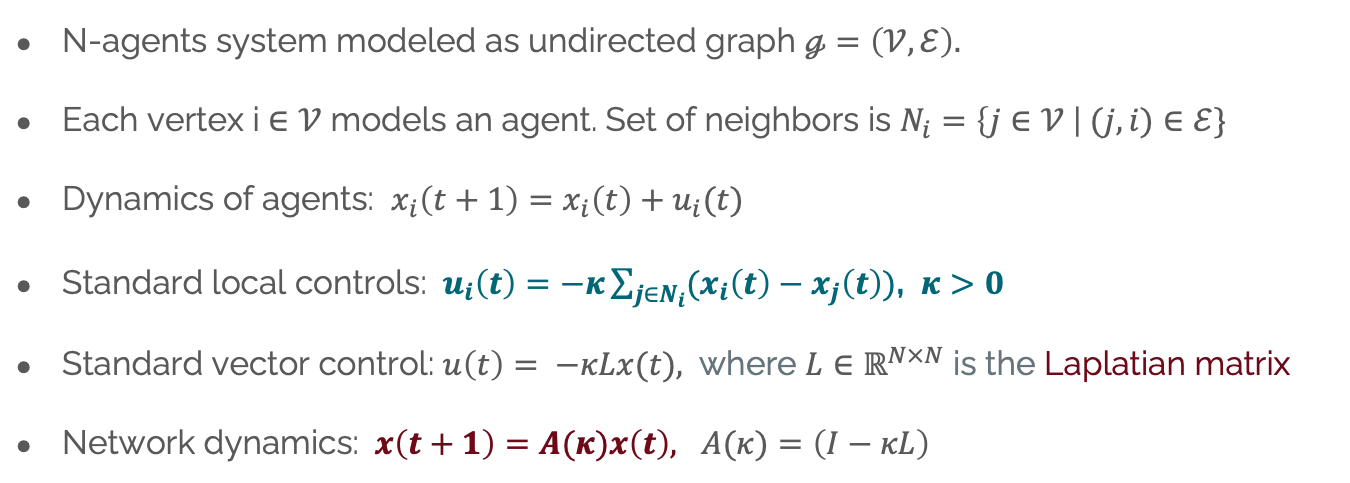 • N-agents system modeled as undirected graph ℊ = (𝒱, ℰ).
• Each vertex i ∈ 𝒱 models an agent. Set of neighbors is Nᵢ = {j ∈ 𝒱 | (j, i) ∈ ℰ}
• Dynamics of agents: xᵢ(t + 1) = xᵢ(t) + uᵢ(t)
• Standard local controls: uᵢ(t) = −κ∑_{j∈Nᵢ}(xᵢ(t) − xⱼ(t)), κ > 0
• Standard vector control: u(t) = −κLx(t), where L ∈ ℝᴺ×ᴺ is the Laplatian matrix
• Network dynamics: x(t + 1) = A(κ)x(t), A(κ) = (I − κL)